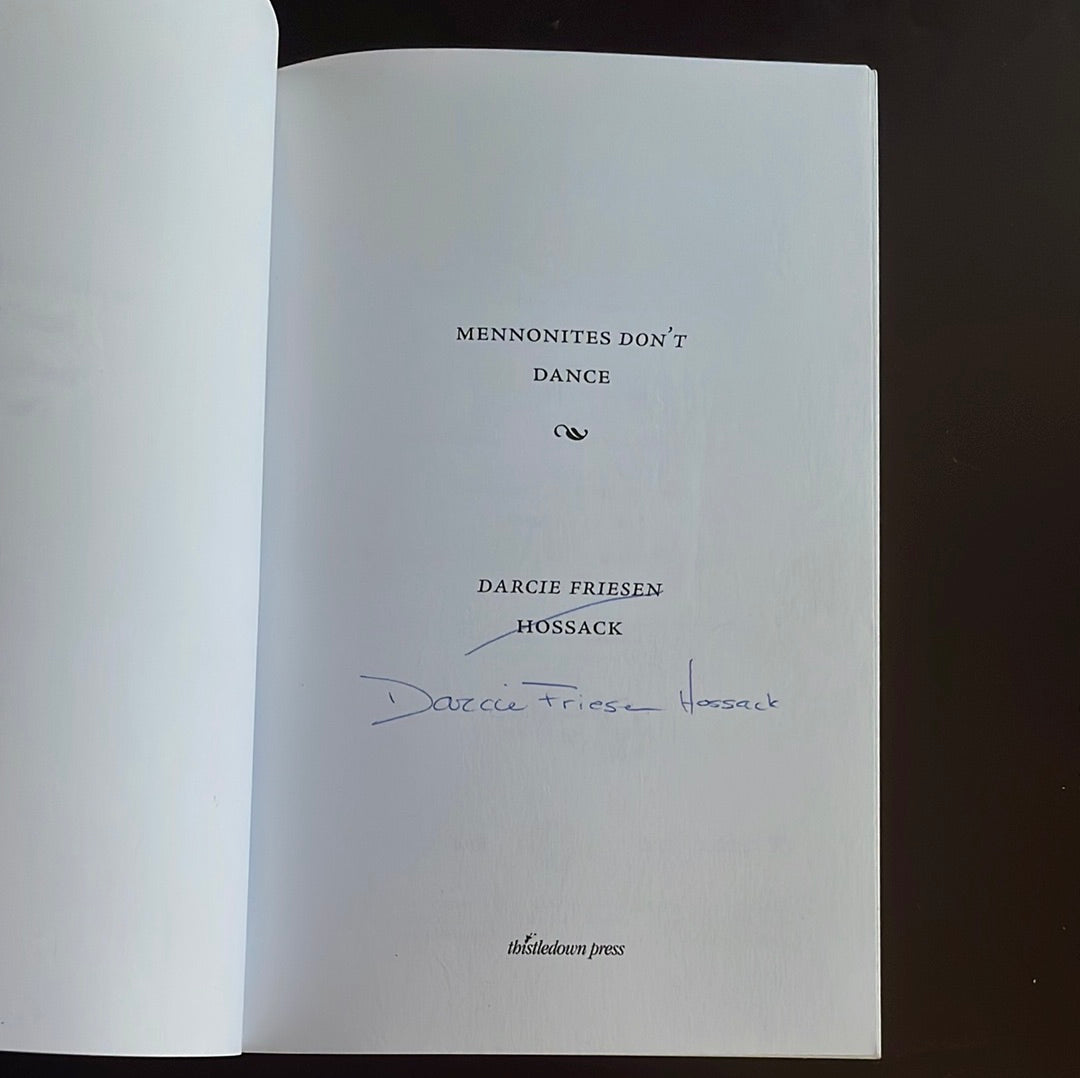 MENNONITES DON'T
DANCE
DARCIE FRIESEN
HOSSACK
Darcie Friesen Hossack
thistledown press